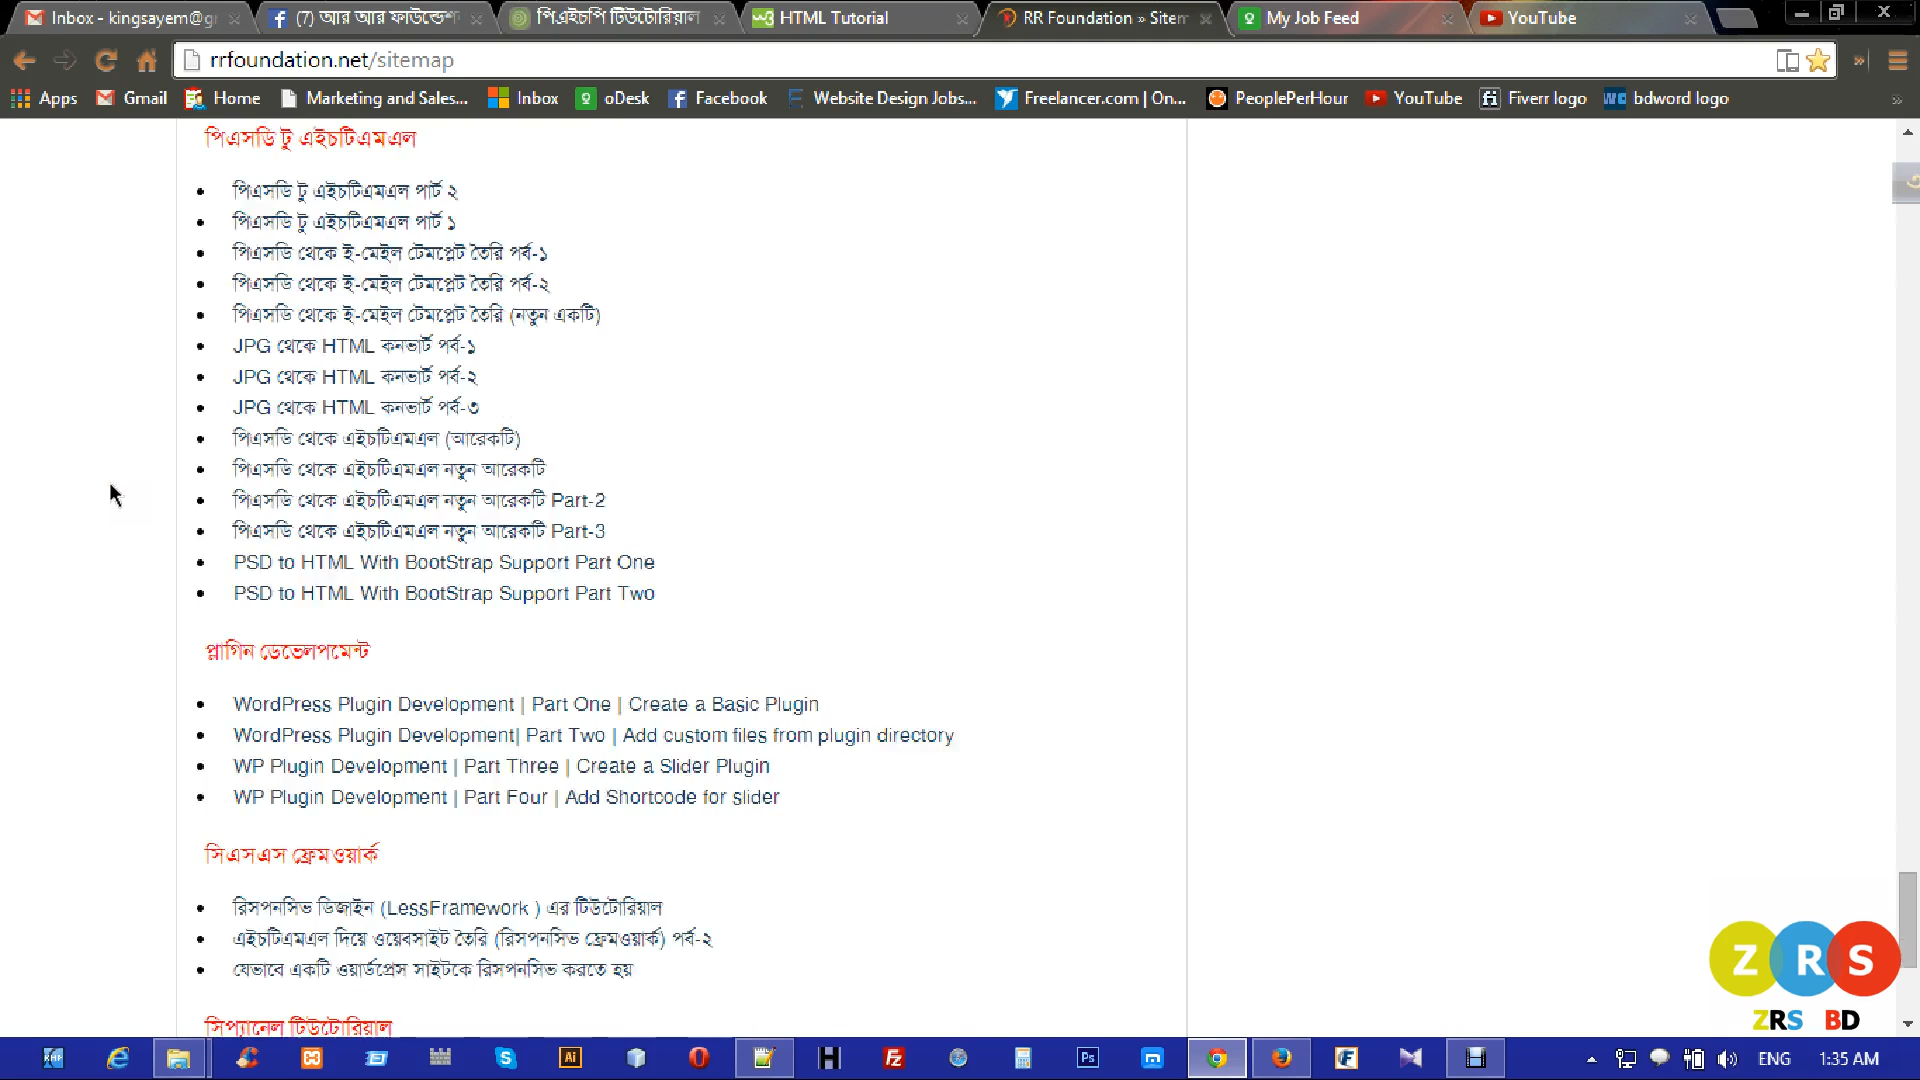 Inbox - kingsayem@g
(7) আর আর ফাউন্ডেশ
পিএইচপি টিউটোরিয়াল
HTML Tutorial
RR Foundation » Sitem
My Job Feed
YouTube
rrfoundation.net/sitemap
Apps
Gmail
Home
Marketing and Sales...
Inbox
oDesk
Facebook
Website Design Jobs...
Freelancer.com | On...
PeoplePerHour
YouTube
Fiverr logo
bdword logo
পিএসডি টু এইচটিএমএল
পিএসডি টু এইচটিএমএল পার্ট ২
পিএসডি টু এইচটিএমএল পার্ট ১
পিএসডি থেকে ই-মেইল টেমপ্লেট তৈরি পর্ব-১
পিএসডি থেকে ই-মেইল টেমপ্লেট তৈরি পর্ব-২
পিএসডি থেকে ই-মেইল টেমপ্লেট তৈরি (নতুন একটি)
JPG থেকে HTML কনভার্ট পর্ব-১
JPG থেকে HTML কনভার্ট পর্ব-২
JPG থেকে HTML কনভার্ট পর্ব-৩
পিএসডি থেকে এইচটিএমএল (আরেকটি)
পিএসডি থেকে এইচটিএমএল নতুন আরেকটি
পিএসডি থেকে এইচটিএমএল নতুন আরেকটি Part-2
পিএসডি থেকে এইচটিএমএল নতুন আরেকটি Part-3
PSD to HTML With BootStrap Support Part One
PSD to HTML With BootStrap Support Part Two
প্লাগিন ডেভেলপমেন্ট
WordPress Plugin Development | Part One | Create a Basic Plugin
WordPress Plugin Development| Part Two | Add custom files from plugin directory
WP Plugin Development | Part Three | Create a Slider Plugin
WP Plugin Development | Part Four | Add Shortcode for slider
সিএসএস ফ্রেমওয়ার্ক
রিসপনসিভ ডিজাইন (LessFramework ) এর টিউটোরিয়াল
এইচটিএমএল দিয়ে ওয়েবসাইট তৈরি (রিসপনসিভ ফ্রেমওয়ার্ক) পর্ব-২
যেভাবে একটি ওয়ার্ডপ্রেস সাইটকে রিসপনসিভ করতে হয়
সিপ্যানেল টিউটোরিয়াল
Z R S
ZRS BD
ENG
1:35 AM